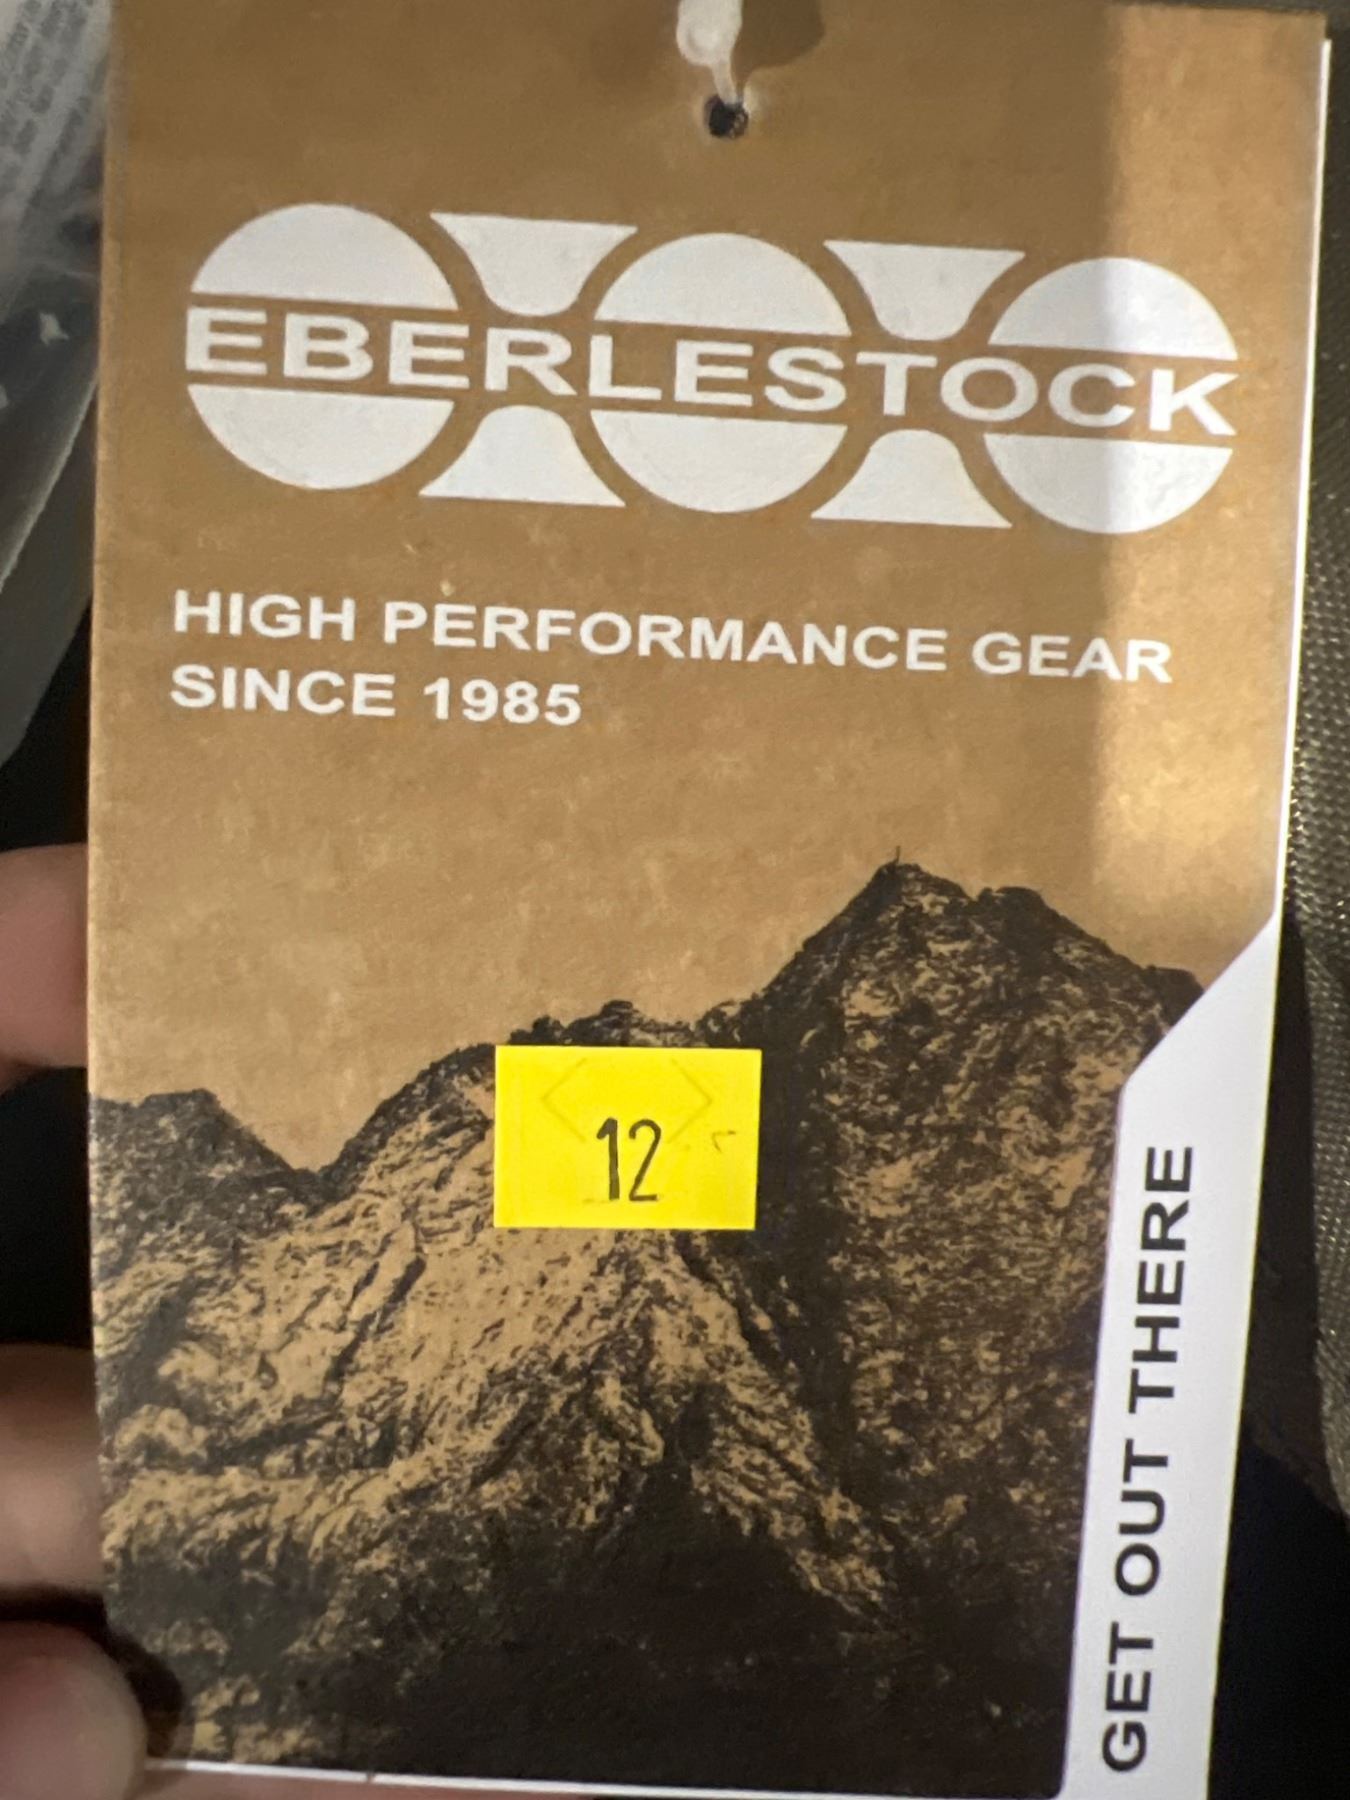 EBERLESTOCK
HIGH PERFORMANCE GEAR
SINCE 1985
12
GET OUT THERE